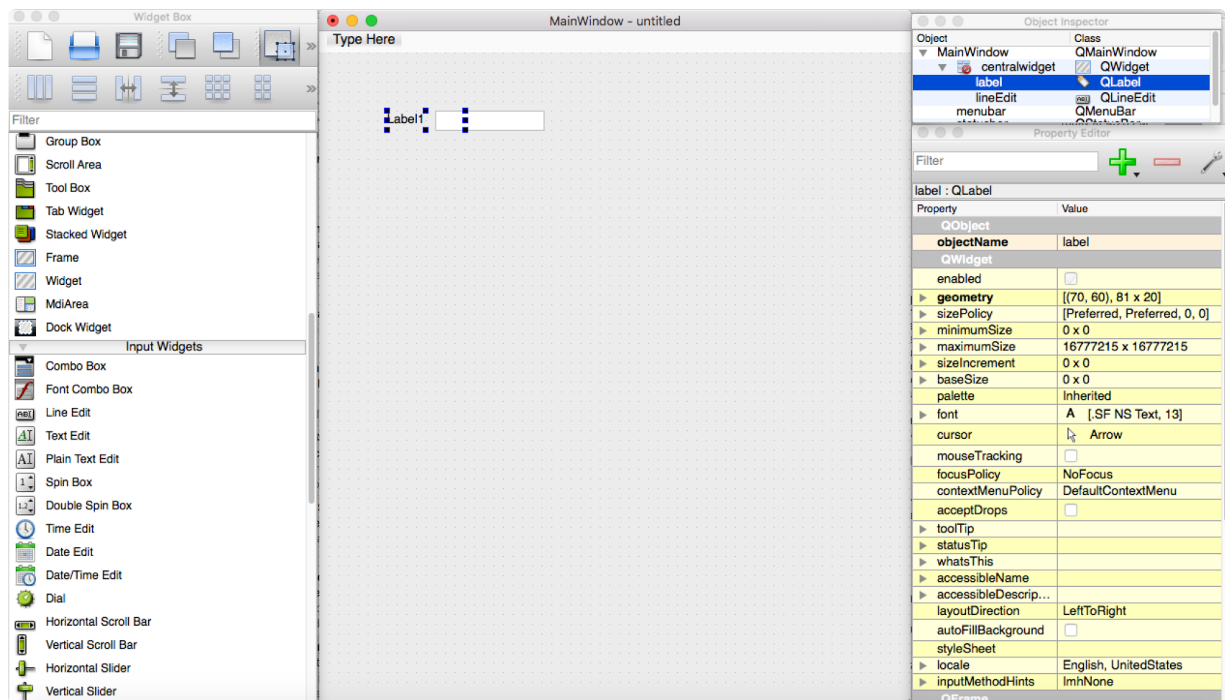 Widget Box
Filter
Group Box
Scroll Area
Tool Box
Tab Widget
Stacked Widget
Frame
Widget
MdiArea
Dock Widget
Input Widgets
Combo Box
Font Combo Box
Line Edit
Text Edit
Plain Text Edit
Spin Box
Double Spin Box
Time Edit
Date Edit
Date/Time Edit
Dial
Horizontal Scroll Bar
Vertical Scroll Bar
Horizontal Slider
Vertical Slider
MainWindow - untitled
Type Here
Label1
Object Inspector
Object Class
MainWindow QMainWindow
centralwidget QWidget
label QLabel
lineEdit QLineEdit
menubar QMenuBar
statusbar QStatusBar
Property Editor
Filter
label : QLabel
Property Value
QObject
objectName label
QWidget
enabled
geometry [(70, 60), 81 x 20]
sizePolicy [Preferred, Preferred, 0, 0]
minimumSize 0 x 0
maximumSize 16777215 x 16777215
sizeIncrement 0 x 0
baseSize 0 x 0
palette Inherited
font A [.SF NS Text, 13]
cursor Arrow
mouseTracking
focusPolicy NoFocus
contextMenuPolicy DefaultContextMenu
acceptDrops
toolTip
statusTip
whatsThis
accessibleName
accessibleDescrip...
layoutDirection LeftToRight
autoFillBackground
styleSheet
locale English, UnitedStates
inputMethodHints ImhNone
QFrame